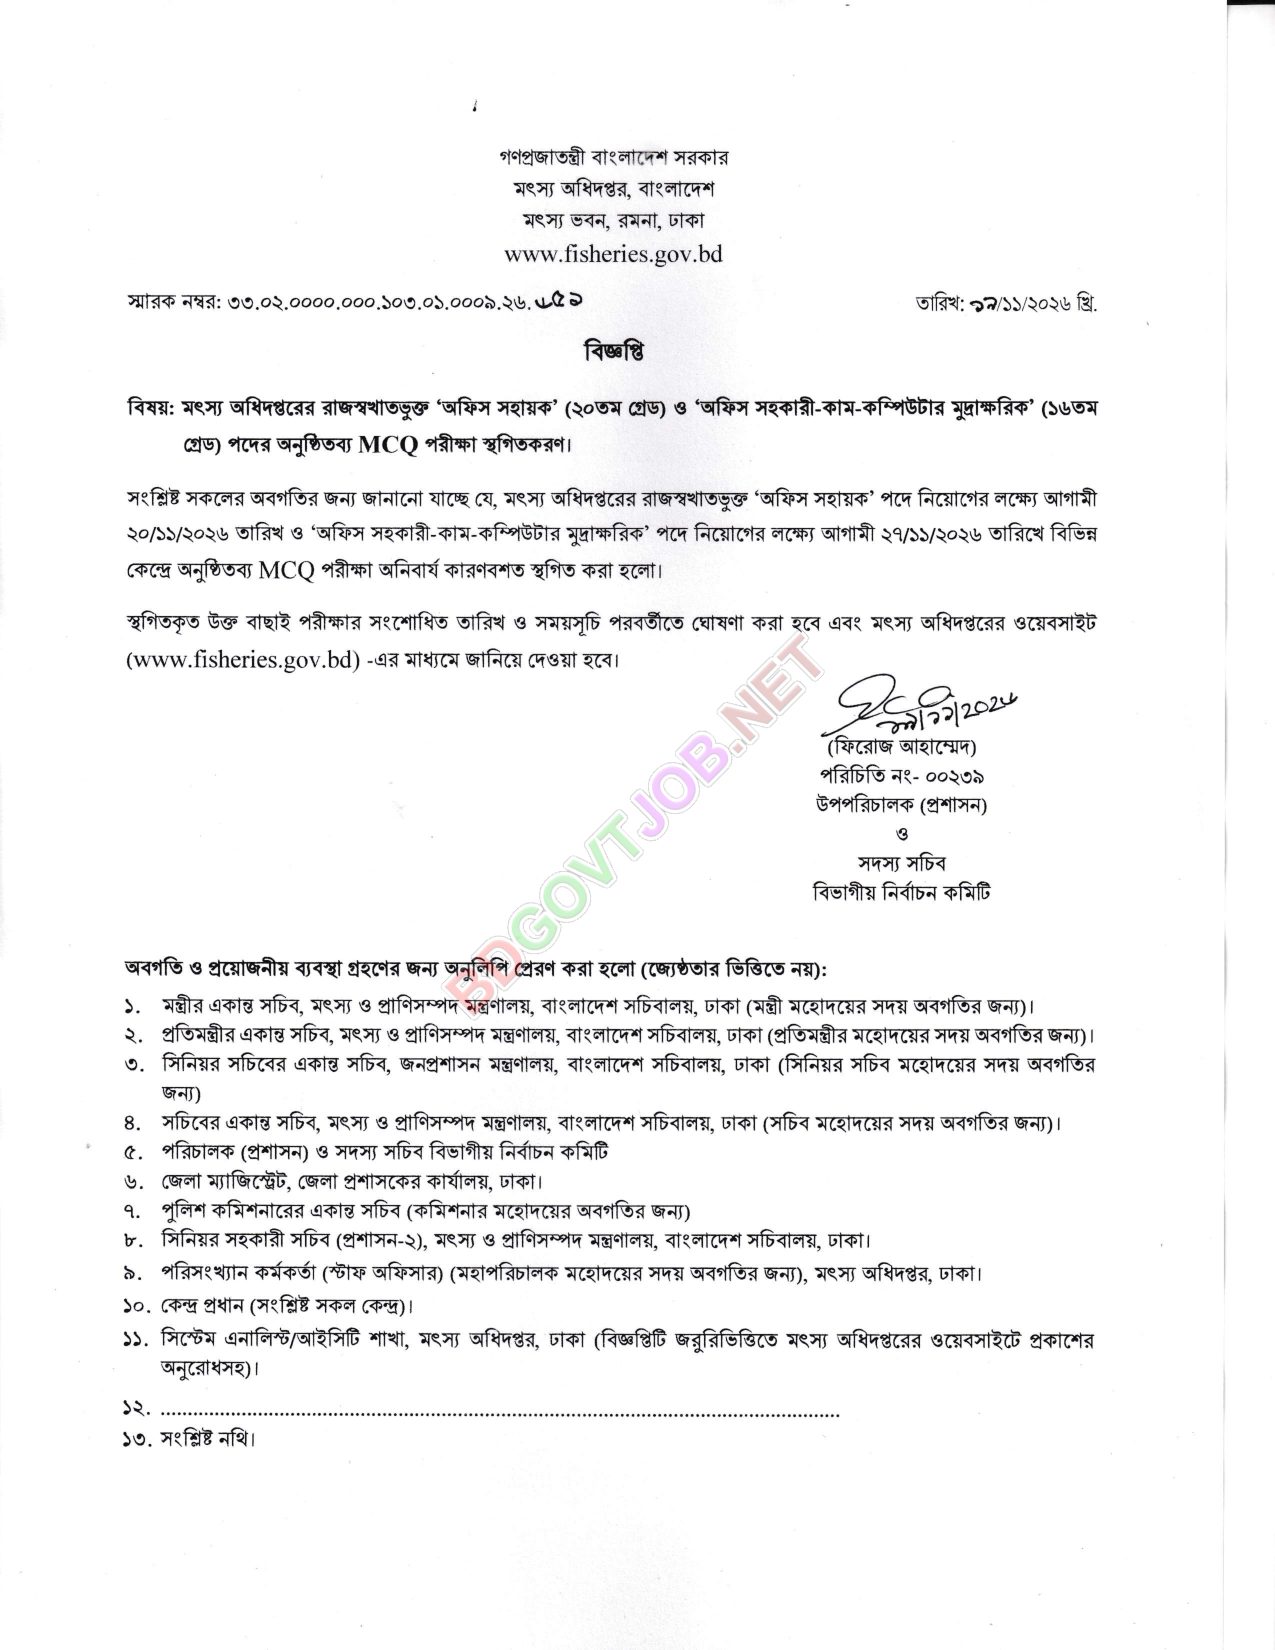 গণপ্রজাতন্ত্রী বাংলাদেশ সরকার
মৎস্য অধিদপ্তর, বাংলাদেশ
মৎস্য ভবন, রমনা, ঢাকা
www.fisheries.gov.bd
স্মারক নম্বর: ৩৩.০২.০০০০.০০০.১০৩.০১.০০০৯.২৬.
তারিখ: /১১/২০২৬ খ্রি.
বিজ্ঞপ্তি
বিষয়: মৎস্য অধিদপ্তরের রাজস্বখাতভুক্ত ‘অফিস সহায়ক’ (২০তম গ্রেড) ও ‘অফিস সহকারী-কাম-কম্পিউটার মুদ্রাক্ষরিক’ (১৬তম
গ্রেড) পদের অনুষ্ঠিতব্য MCQ পরীক্ষা স্থগিতকরণ।
সংশ্লিষ্ট সকলের অবগতির জন্য জানানো যাচ্ছে যে, মৎস্য অধিদপ্তরের রাজস্বখাতভুক্ত ‘অফিস সহায়ক’ পদে নিয়োগের লক্ষ্যে আগামী
২০/১১/২০২৬ তারিখ ও ‘অফিস সহকারী-কাম-কম্পিউটার মুদ্রাক্ষরিক’ পদে নিয়োগের লক্ষ্যে আগামী ২৭/১১/২০২৬ তারিখে বিভিন্ন
কেন্দ্রে অনুষ্ঠিতব্য MCQ পরীক্ষা অনিবার্য কারণবশত স্থগিত করা হলো।
স্থগিতকৃত উক্ত বাছাই পরীক্ষার সংশোধিত তারিখ ও সময়সূচি পরবর্তীতে ঘোষণা করা হবে এবং মৎস্য অধিদপ্তরের ওয়েবসাইট
(www.fisheries.gov.bd) -এর মাধ্যমে জানিয়ে দেওয়া হবে।
(ফিরোজ আহাম্মেদ)
পরিচিতি নং- ০০২৩৯
উপপরিচালক (প্রশাসন)
ও
সদস্য সচিব
বিভাগীয় নির্বাচন কমিটি
BDGOVTJOB.NET
অবগতি ও প্রয়োজনীয় ব্যবস্থা গ্রহণের জন্য অনুলিপি প্রেরণ করা হলো (জ্যেষ্ঠতার ভিত্তিতে নয়):
১. মন্ত্রীর একান্ত সচিব, মৎস্য ও প্রাণিসম্পদ মন্ত্রণালয়, বাংলাদেশ সচিবালয়, ঢাকা (মন্ত্রী মহোদয়ের সদয় অবগতির জন্য)।
২. প্রতিমন্ত্রীর একান্ত সচিব, মৎস্য ও প্রাণিসম্পদ মন্ত্রণালয়, বাংলাদেশ সচিবালয়, ঢাকা (প্রতিমন্ত্রীর মহোদয়ের সদয় অবগতির জন্য)।
৩. সিনিয়র সচিবের একান্ত সচিব, জনপ্রশাসন মন্ত্রণালয়, বাংলাদেশ সচিবালয়, ঢাকা (সিনিয়র সচিব মহোদয়ের সদয় অবগতির
জন্য)
৪. সচিবের একান্ত সচিব, মৎস্য ও প্রাণিসম্পদ মন্ত্রণালয়, বাংলাদেশ সচিবালয়, ঢাকা (সচিব মহোদয়ের সদয় অবগতির জন্য)।
৫. পরিচালক (প্রশাসন) ও সদস্য সচিব বিভাগীয় নির্বাচন কমিটি
৬. জেলা ম্যাজিস্ট্রেট, জেলা প্রশাসকের কার্যালয়, ঢাকা।
৭. পুলিশ কমিশনারের একান্ত সচিব (কমিশনার মহোদয়ের অবগতির জন্য)
৮. সিনিয়র সহকারী সচিব (প্রশাসন-২), মৎস্য ও প্রাণিসম্পদ মন্ত্রণালয়, বাংলাদেশ সচিবালয়, ঢাকা।
৯. পরিসংখ্যান কর্মকর্তা (স্টাফ অফিসার) (মহাপরিচালক মহোদয়ের সদয় অবগতির জন্য), মৎস্য অধিদপ্তর, ঢাকা।
১০. কেন্দ্র প্রধান (সংশ্লিষ্ট সকল কেন্দ্র)।
১১. সিস্টেম এনালিস্ট/আইসিটি শাখা, মৎস্য অধিদপ্তর, ঢাকা (বিজ্ঞপ্তিটি জরুরিভিত্তিতে মৎস্য অধিদপ্তরের ওয়েবসাইটে প্রকাশের
অনুরোধসহ)।
১২. ........................................................................................................................
১৩. সংশ্লিষ্ট নথি।